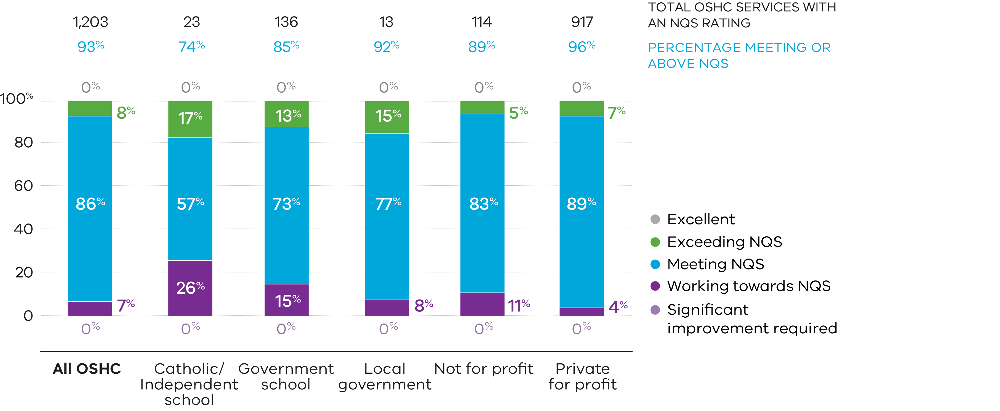 TOTAL OSHC SERVICES WITH
AN NQS RATING
1,203 23 136 13 114 917
PERCENTAGE MEETING OR
ABOVE NQS
93% 74% 85% 92% 89% 96%
0% 0% 0% 0% 0% 0%
100%
8% 17% 13% 15% 5% 7%
80
60
86% 57% 73% 77% 83% 89%
40
20
26% 15%
7% 8% 11% 4%
0
0% 0% 0% 0% 0% 0%
Excellent
Exceeding NQS
Meeting NQS
Working towards NQS
Significant
improvement required
All OSHC
Catholic/
Independent
school
Government
school
Local
government
Not for profit
Private
for profit